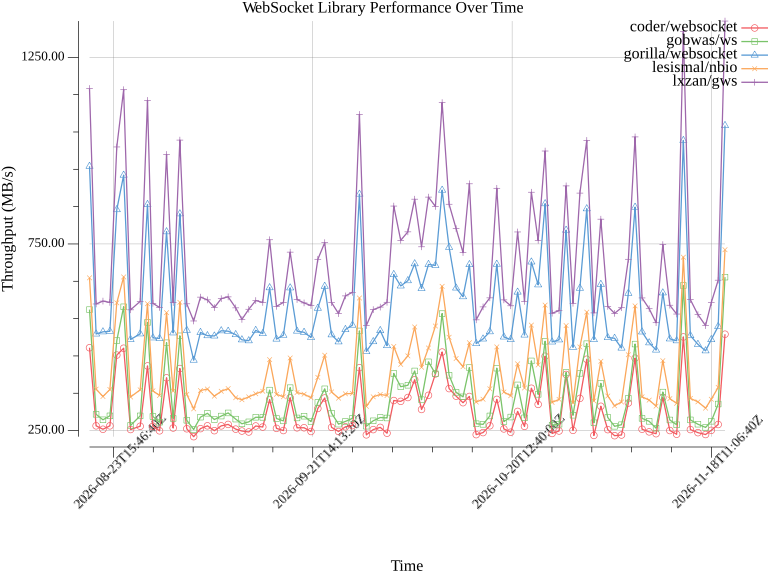 WebSocket Library Performance Over Time
coder/websocket
gobwas/ws
gorilla/websocket
lesismal/nbio
lxzan/gws
Throughput (MB/s)
1250.00
750.00
250.00
2026-08-23T15:46:40Z
2026-09-21T14:13:20Z
2026-10-20T12:40:00Z
2026-11-18T11:06:40Z
Time